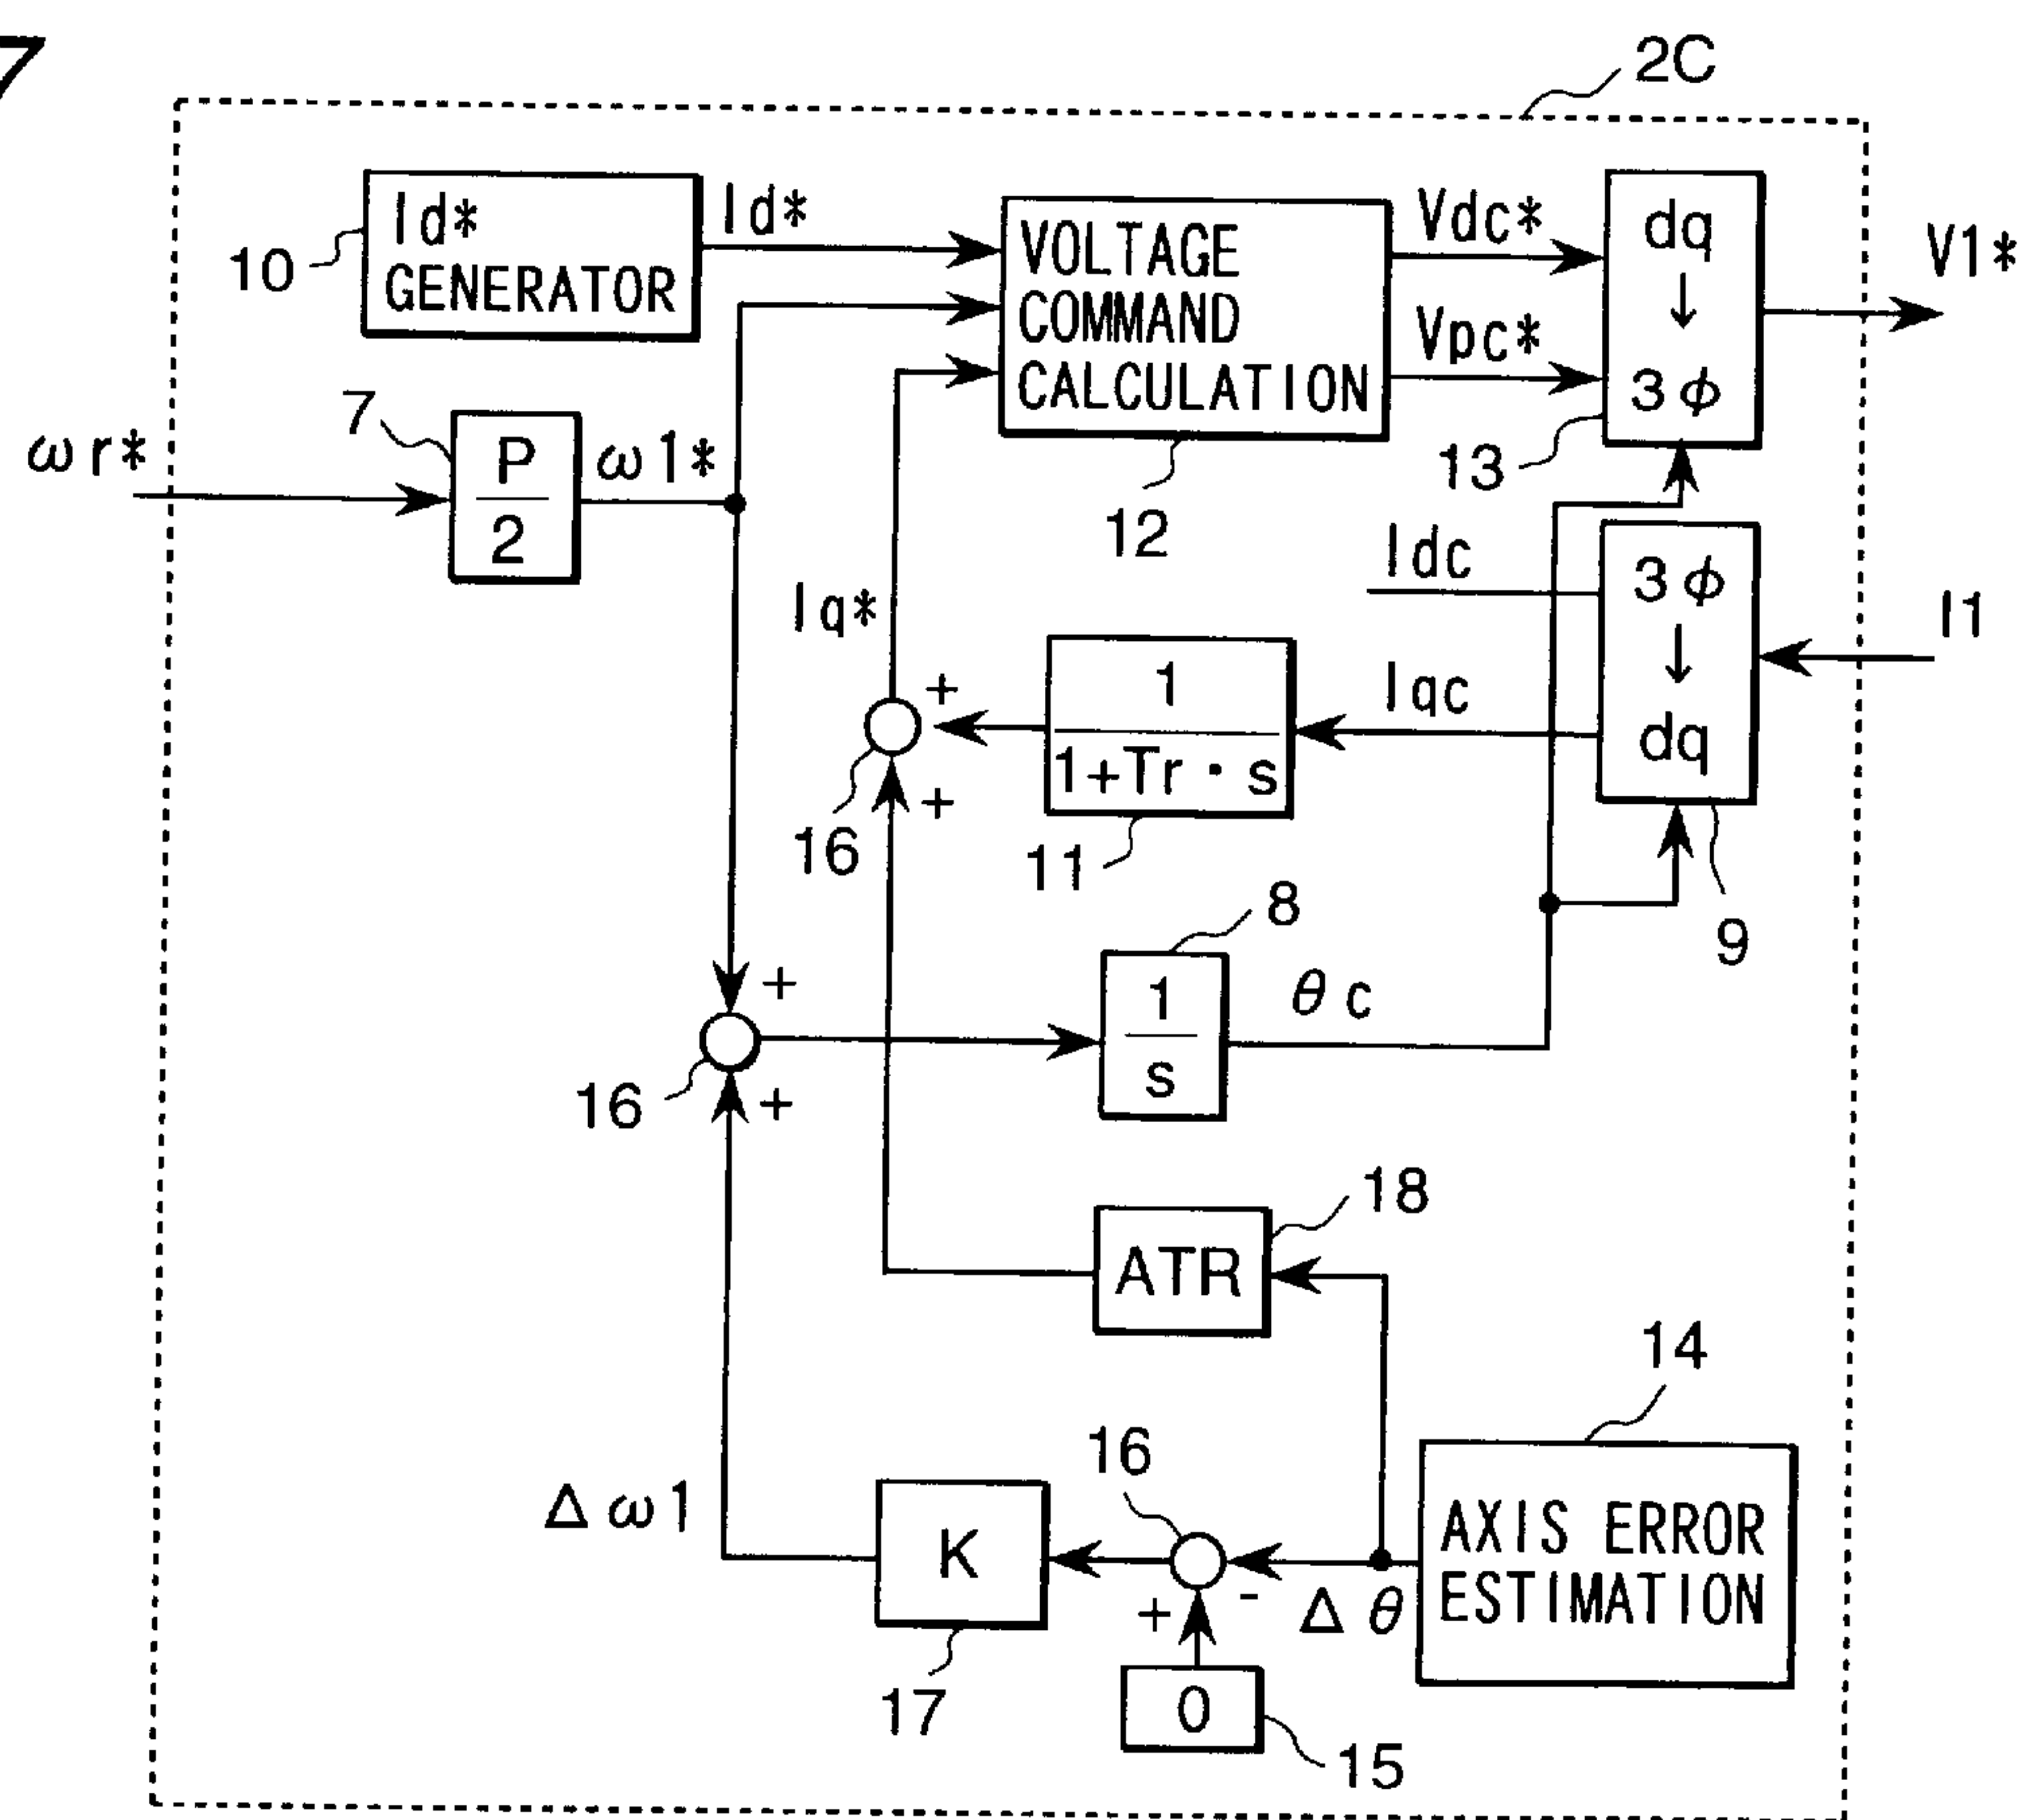 7
2C
Id*
GENERATOR
10
Id*
VOLTAGE
COMMAND
CALCULATION
12
Vdc*
Vpc*
dq
↓
3φ
13
V1*
ωr*
7
P
2
ω1*
Iq*
Idc
Iqc
3φ
↓
dq
9
I1
+
+
16
1
1+Tr・s
11
8
1
s
θc
+
+
16
ATR
18
14
AXIS ERROR
ESTIMATION
Δθ
16
-
+
0
15
K
17
Δω1